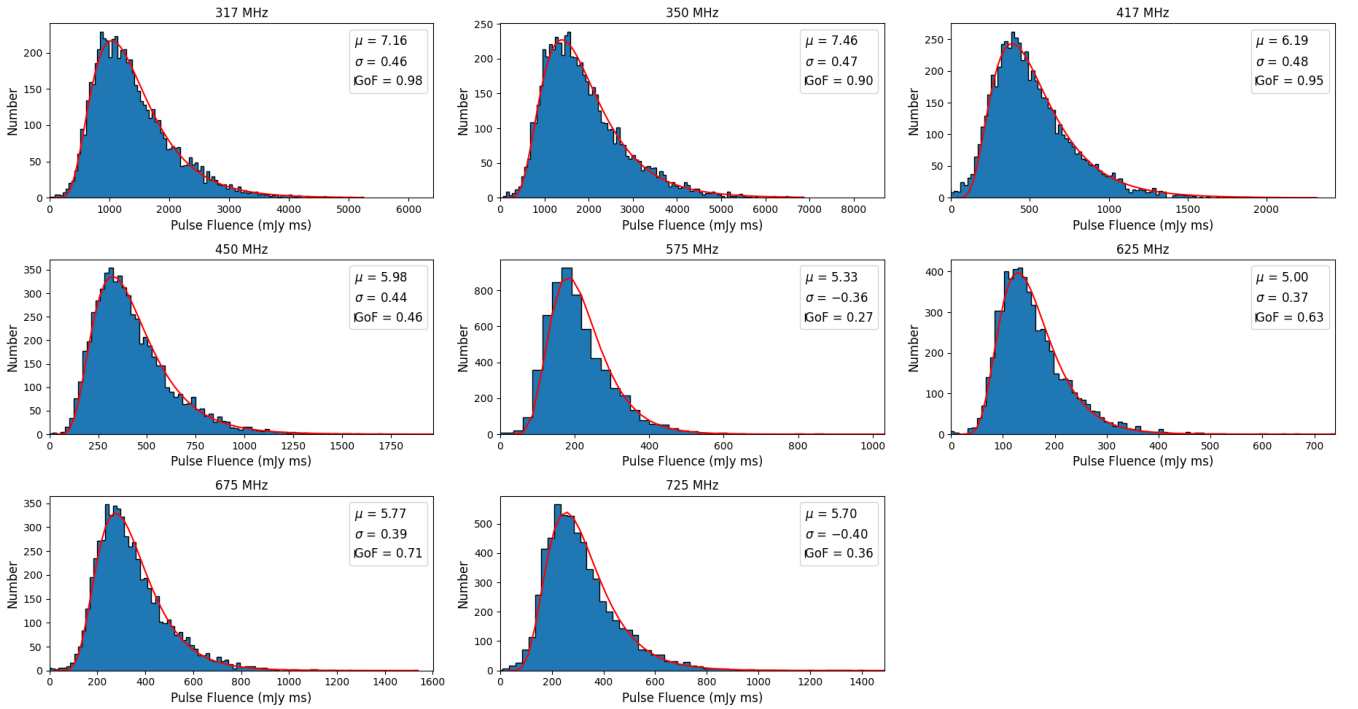 317 MHz
μ = 7.16
σ = 0.46
GoF = 0.98
Number
0
50
100
150
200
0
1000
2000
3000
4000
5000
6000
Pulse Fluence (mJy ms)
350 MHz
μ = 7.46
σ = 0.47
GoF = 0.90
Number
0
50
100
150
200
250
0
1000
2000
3000
4000
5000
6000
7000
8000
Pulse Fluence (mJy ms)
417 MHz
μ = 6.19
σ = 0.48
GoF = 0.95
Number
0
50
100
150
200
250
0
500
1000
1500
2000
Pulse Fluence (mJy ms)
450 MHz
μ = 5.98
σ = 0.44
GoF = 0.46
Number
0
50
100
150
200
250
300
350
0
250
500
750
1000
1250
1500
1750
Pulse Fluence (mJy ms)
575 MHz
μ = 5.33
σ = −0.36
GoF = 0.27
Number
0
200
400
600
800
0
200
400
600
800
1000
Pulse Fluence (mJy ms)
625 MHz
μ = 5.00
σ = 0.37
GoF = 0.63
Number
0
100
200
300
400
0
100
200
300
400
500
600
700
Pulse Fluence (mJy ms)
675 MHz
μ = 5.77
σ = 0.39
GoF = 0.71
Number
0
50
100
150
200
250
300
350
0
200
400
600
800
1000
1200
1400
1600
Pulse Fluence (mJy ms)
725 MHz
μ = 5.70
σ = −0.40
GoF = 0.36
Number
0
100
200
300
400
500
0
200
400
600
800
1000
1200
1400
Pulse Fluence (mJy ms)